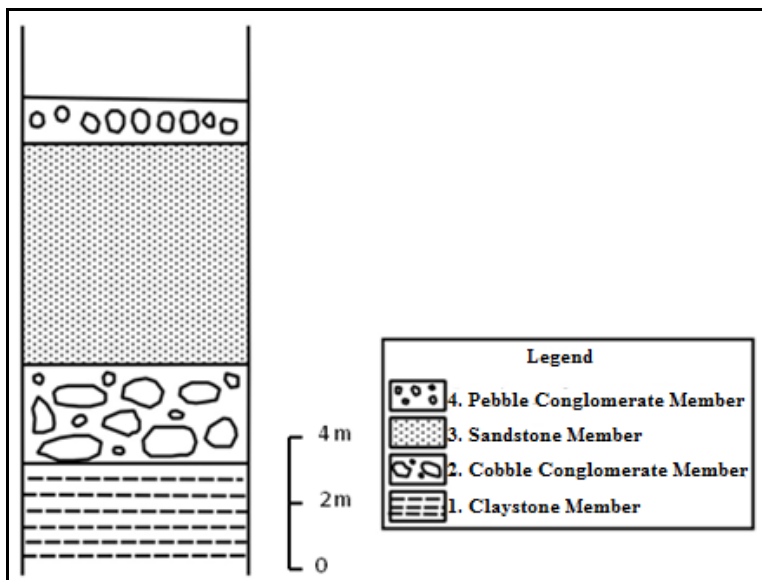 Legend
4. Pebble Conglomerate Member
3. Sandstone Member
2. Cobble Conglomerate Member
1. Claystone Member
4 m
2m
0